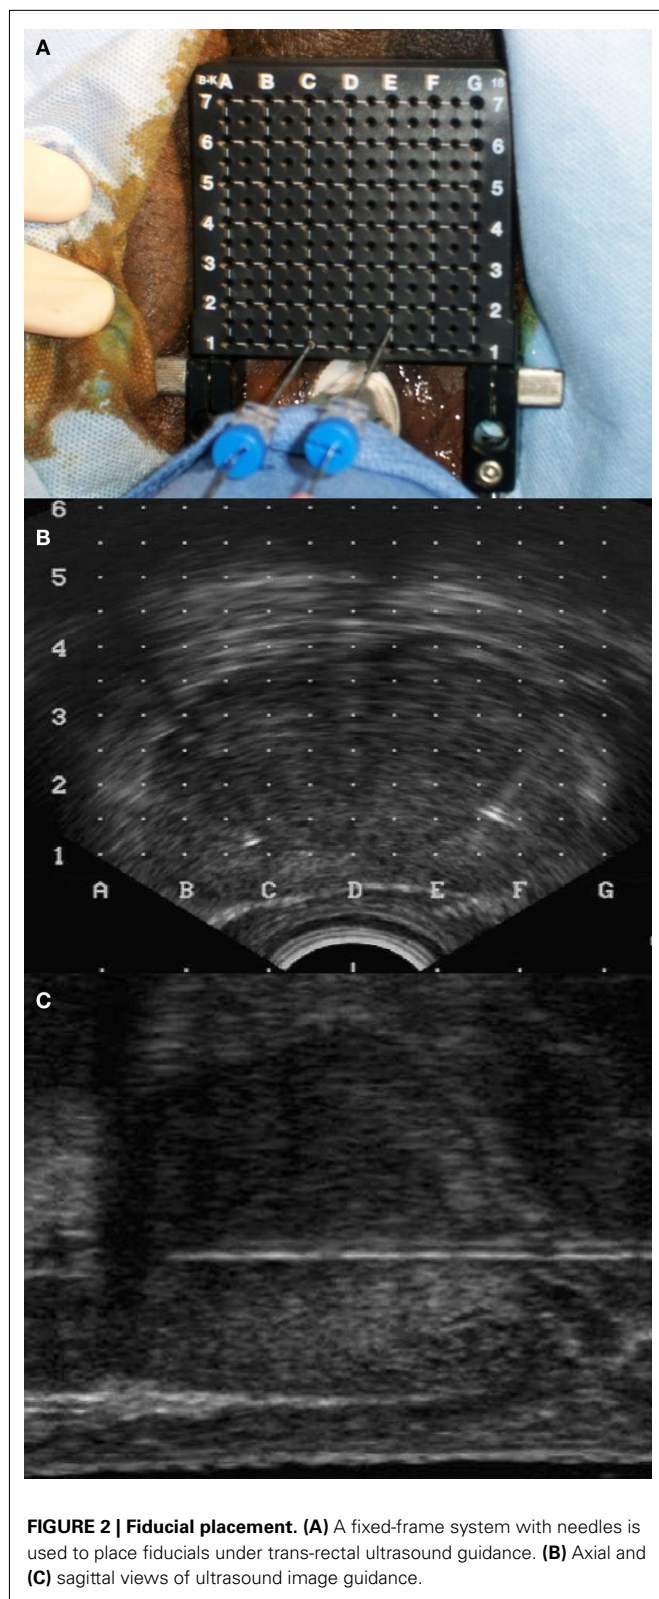 A
B-K A B C D E F G 18
7 7
6 6
5 5
4 4
3 3
2 2
1 1
B
6
5
4
3
2
1
A B C D E F G
C
FIGURE 2 | Fiducial placement. (A) A fixed-frame system with needles is
used to place fiducials under trans-rectal ultrasound guidance. (B) Axial and
(C) sagittal views of ultrasound image guidance.